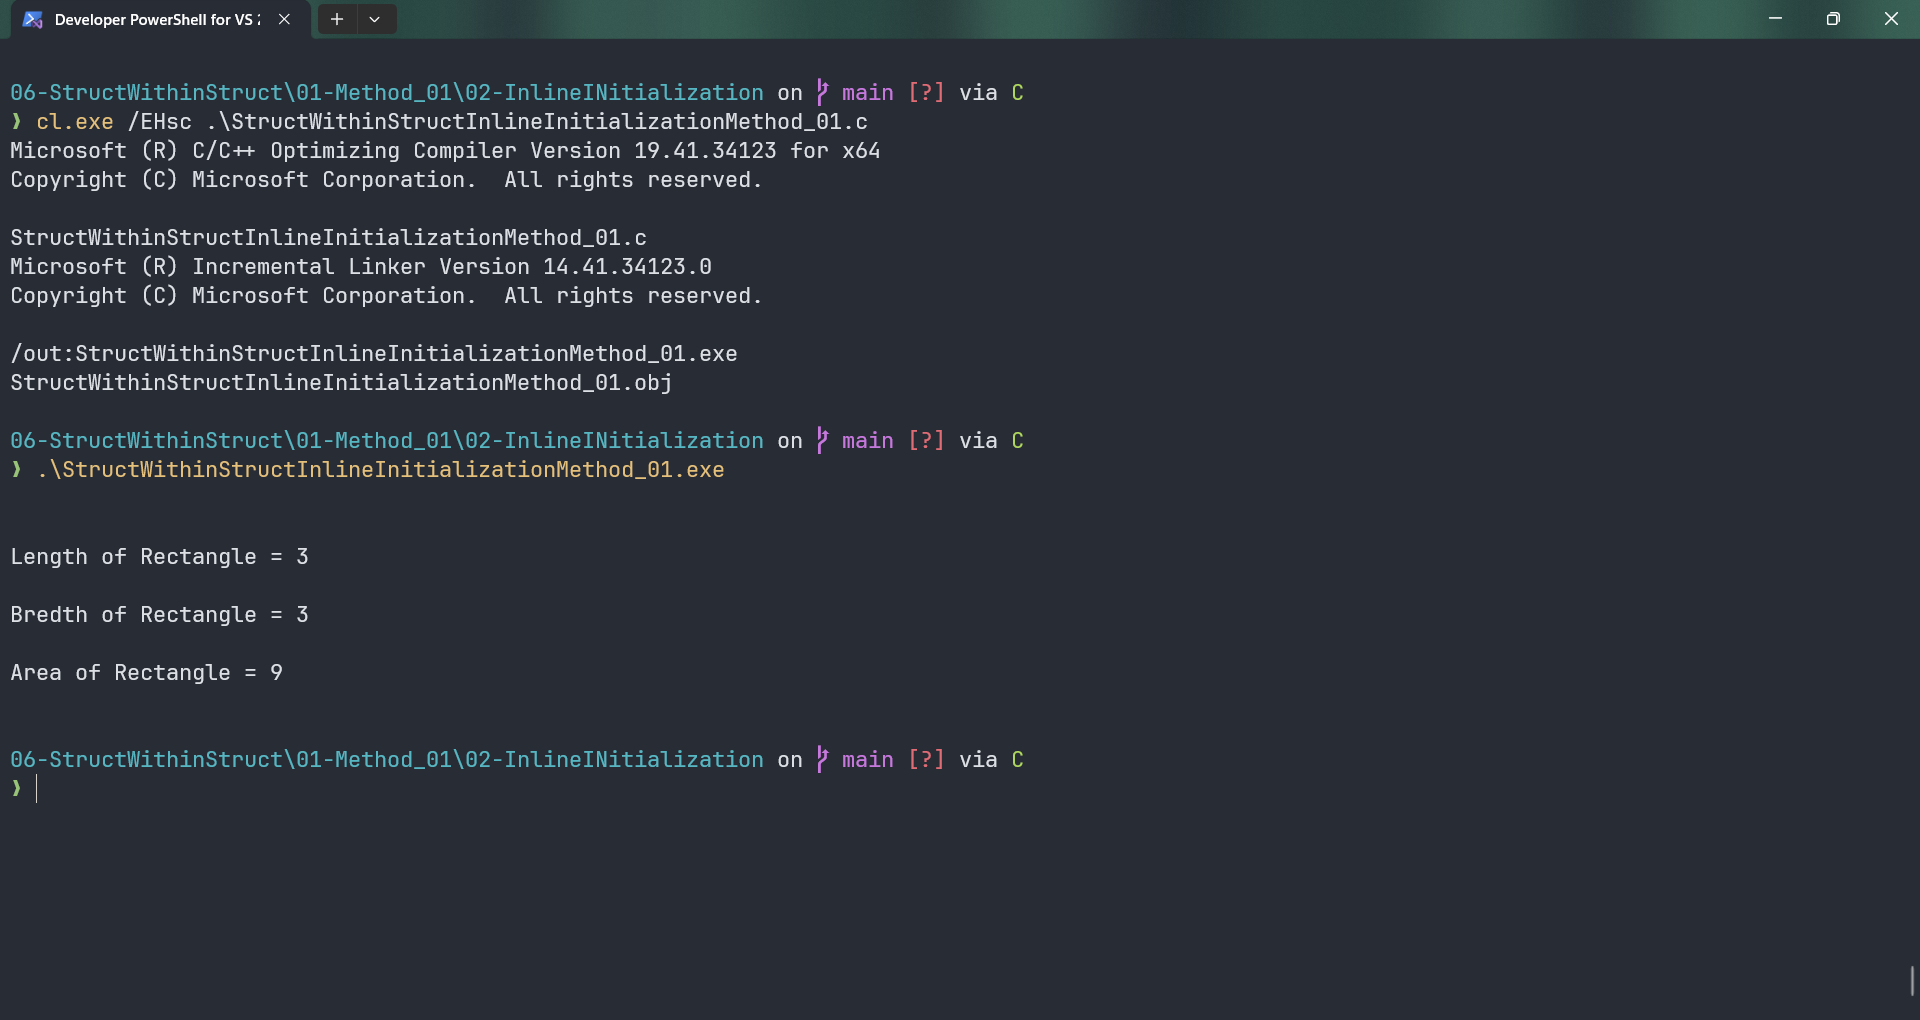 Developer PowerShell for VS 2
06-StructWithinStruct\01-Method_01\02-InlineINitialization on main [?] via C
❱ cl.exe /EHsc .\StructWithinStructInlineInitializationMethod_01.c
Microsoft (R) C/C++ Optimizing Compiler Version 19.41.34123 for x64
Copyright (C) Microsoft Corporation.  All rights reserved.
StructWithinStructInlineInitializationMethod_01.c
Microsoft (R) Incremental Linker Version 14.41.34123.0
Copyright (C) Microsoft Corporation.  All rights reserved.
/out:StructWithinStructInlineInitializationMethod_01.exe
StructWithinStructInlineInitializationMethod_01.obj
06-StructWithinStruct\01-Method_01\02-InlineINitialization on main [?] via C
❱ .\StructWithinStructInlineInitializationMethod_01.exe
Length of Rectangle = 3
Bredth of Rectangle = 3
Area of Rectangle = 9
06-StructWithinStruct\01-Method_01\02-InlineINitialization on main [?] via C
❱